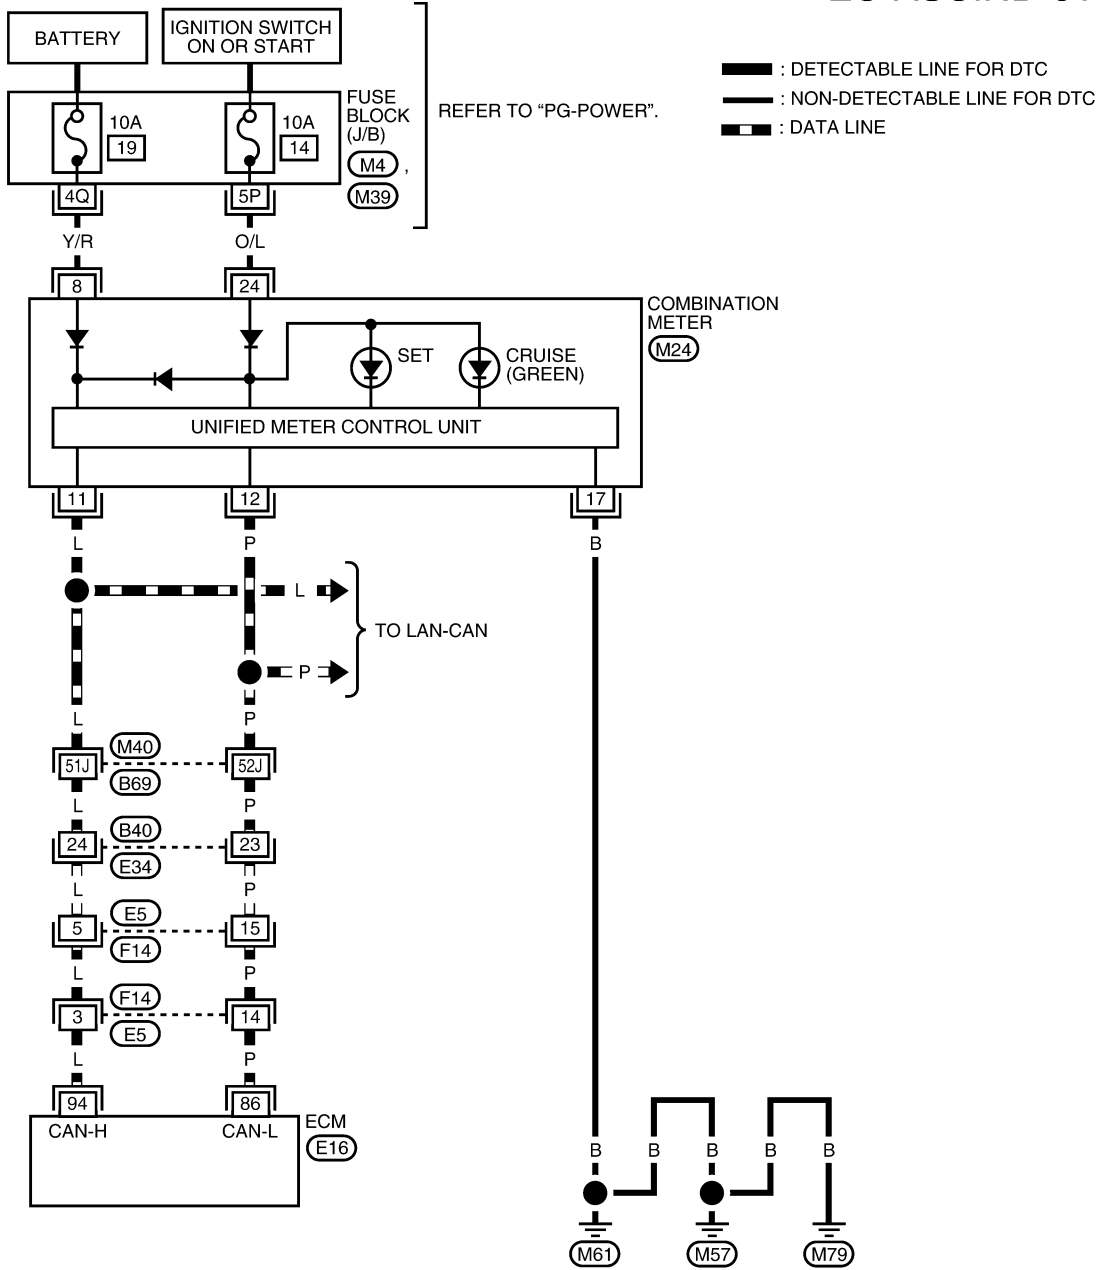 BATTERY
IGNITION SWITCH
ON OR START
FUSE
BLOCK
(J/B)
M4 ,
M39
10A
19
10A
14
REFER TO “PG-POWER”.
: DETECTABLE LINE FOR DTC
: NON-DETECTABLE LINE FOR DTC
: DATA LINE
4Q
5P
Y/R
O/L
8
24
COMBINATION
METER
M24
SET
CRUISE
(GREEN)
UNIFIED METER CONTROL UNIT
11
12
17
L
P
B
L
TO LAN-CAN
P
L
P
M40
51J
52J
B69
L
P
B40
24
23
E34
L
P
E5
5
15
F14
L
P
F14
3
14
E5
L
P
94
86
CAN-H
CAN-L
ECM
E16
B
B
B
B
B
M61
M57
M79